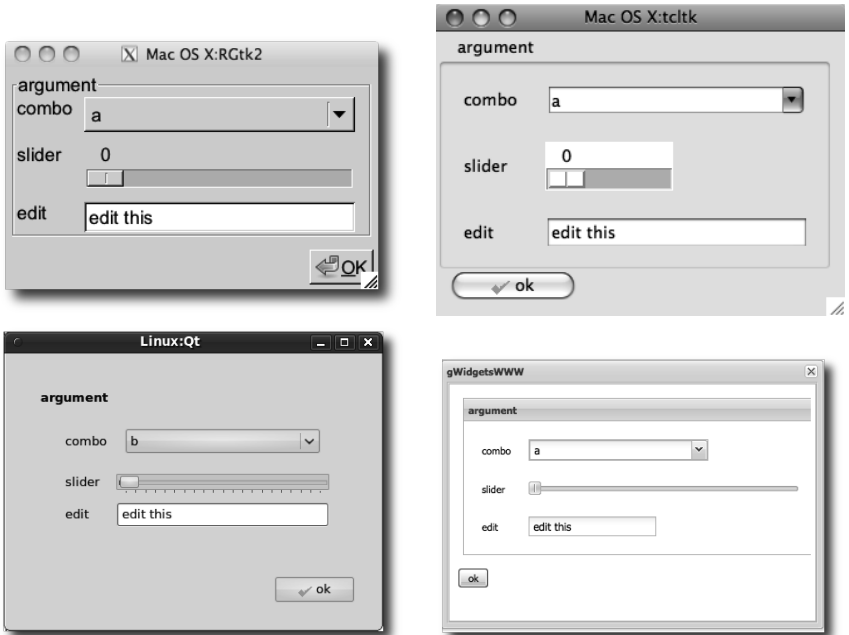 Mac OS X:RGtk2
argument
combo a
slider 0
edit edit this
OK
Mac OS X:tcltk
argument
combo a
slider 0
edit edit this
ok
Linux:Qt
argument
combo b
slider
edit edit this
ok
gWidgetsWWW
argument
combo a
slider
edit edit this
ok